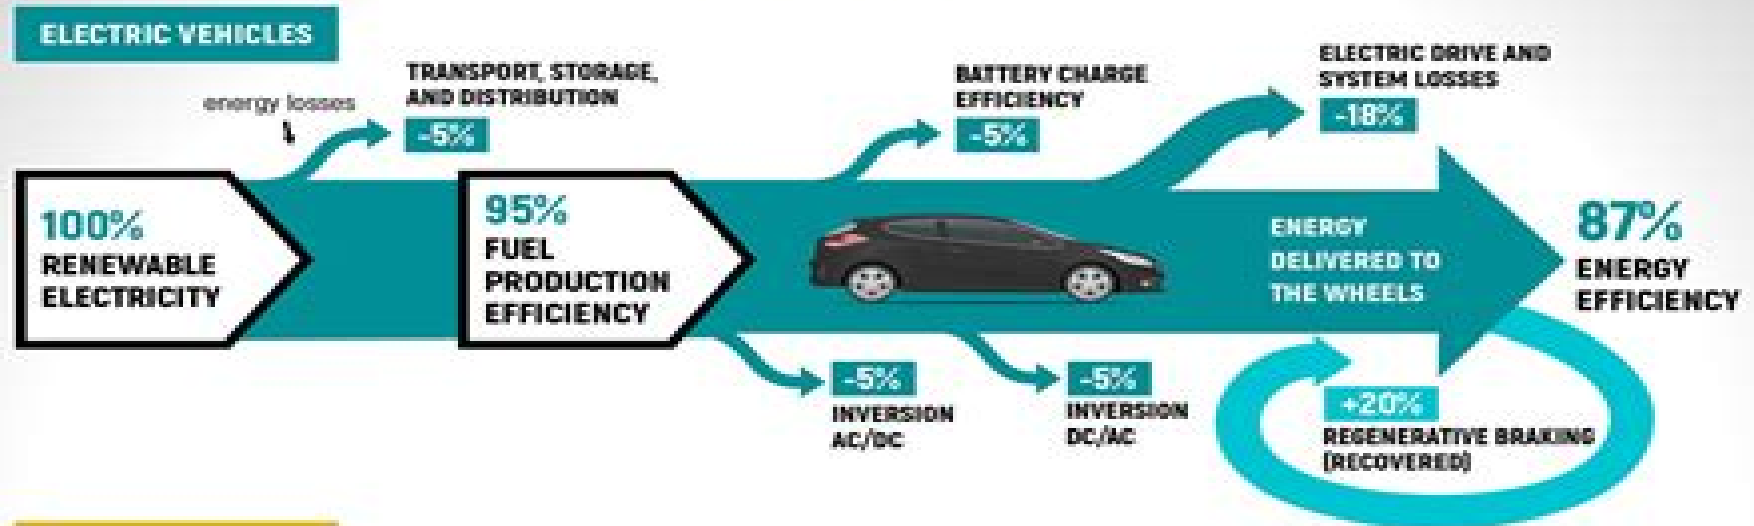 ELECTRIC VEHICLES
energy losses
TRANSPORT, STORAGE,
AND DISTRIBUTION
-5%
BATTERY CHARGE
EFFICIENCY
-5%
ELECTRIC DRIVE AND
SYSTEM LOSSES
-18%
100%
RENEWABLE
ELECTRICITY
95%
FUEL
PRODUCTION
EFFICIENCY
ENERGY
DELIVERED TO
THE WHEELS
87%
ENERGY
EFFICIENCY
-5%
INVERSION
AC/DC
-5%
INVERSION
DC/AC
+20%
REGENERATIVE BRAKING
(RECOVERED)